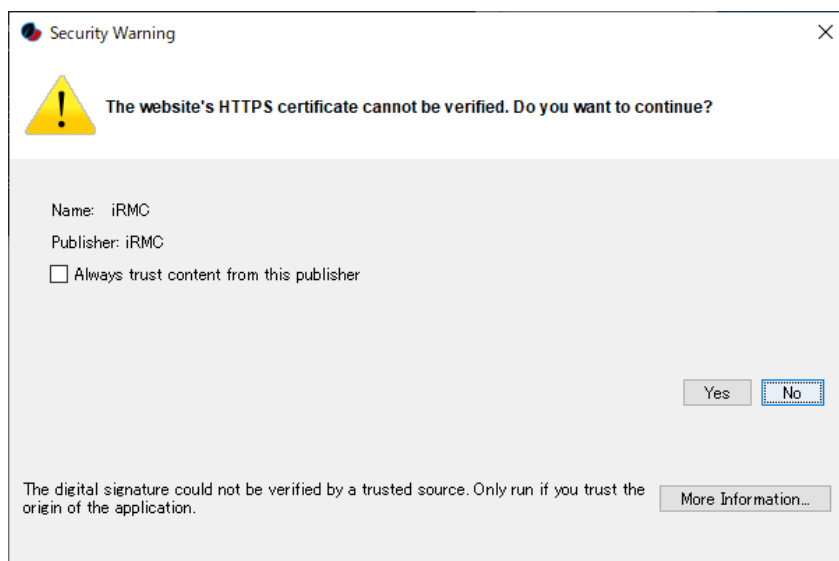 Security Warning
The website's HTTPS certificate cannot be verified. Do you want to continue?
Name: iRMC
Publisher: iRMC
Always trust content from this publisher
Yes No
The digital signature could not be verified by a trusted source. Only run if you trust the
origin of the application.
More Information...